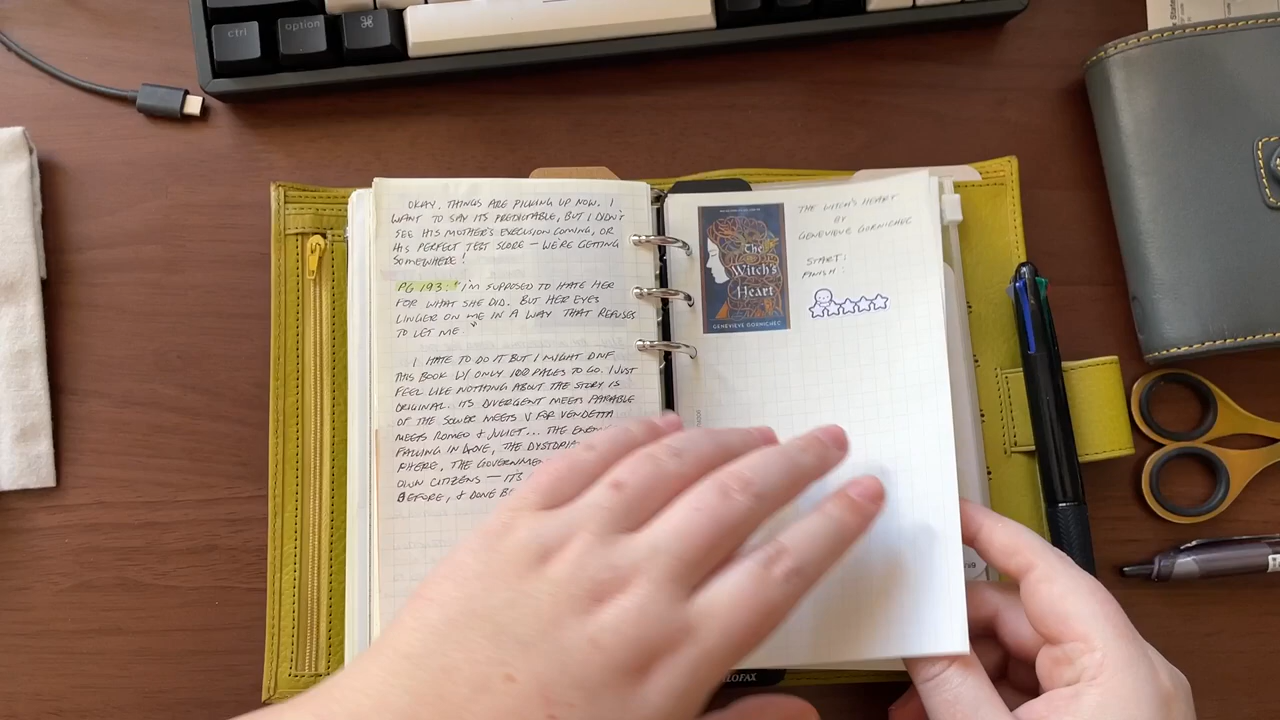 ctrl
option
⌘
OKAY, THINGS ARE PICKING UP NOW. I
WANT TO SAY ITS PREDICTABLE, BUT I DIDN'T
SEE HIS MOTHER'S EXECUTION COMING, OR
HIS PERFECT TEST SCORE — WE'RE GETTING
SOMEWHERE!
PG 193: "I'M SUPPOSED TO HATE HER
FOR WHAT SHE DID. BUT HER EYES
LINGER ON ME IN A WAY THAT REFUSES
TO LET ME."
I HATE TO DO IT BUT I MIGHT DNF
THIS BOOK W/ ONLY 100 PAGES TO GO. I JUST
FEEL LIKE NOTHING ABOUT THE STORY IS
ORIGINAL. ITS DIVERGENT MEETS PARABLE
OF THE SOWER MEETS V FOR VENDETTA
MEETS ROMEO & JULIET... THE
FALLING IN LOVE, THE
THE
OWN CITIZENS — ITS
BEFORE, & DONE
The
Witch's
Heart
GENEVIEVE GORNICHEC
THE WITCH'S HEART
BY
GENEVIEVE GORNICHEC
START:
FINISH: